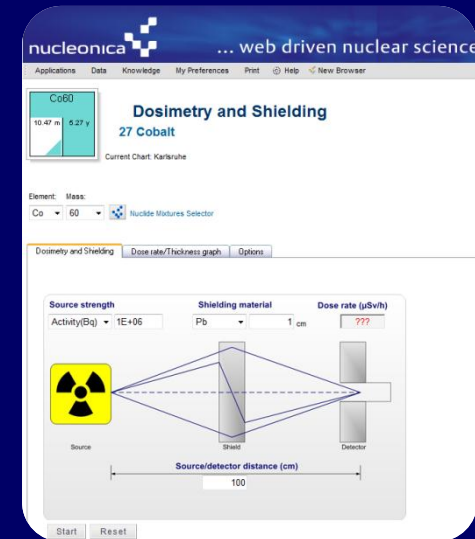 nucleonica ... web driven nuclear science
Applications Data Knowledge My Preferences Print Help New Browser
Co60
10.47 m 5.27 y
Dosimetry and Shielding
27 Cobalt
Current Chart: Karlsruhe
Element: Mass:
Co 60 Nuclide Mixtures Selector
Dosimetry and Shielding Dose rate/Thickness graph Options
Source strength Shielding material Dose rate (µSv/h)
Activity(Bq) 1E+06 Pb 1 cm ???
Source Shield Detector
Source/detector distance (cm)
100
Start Reset